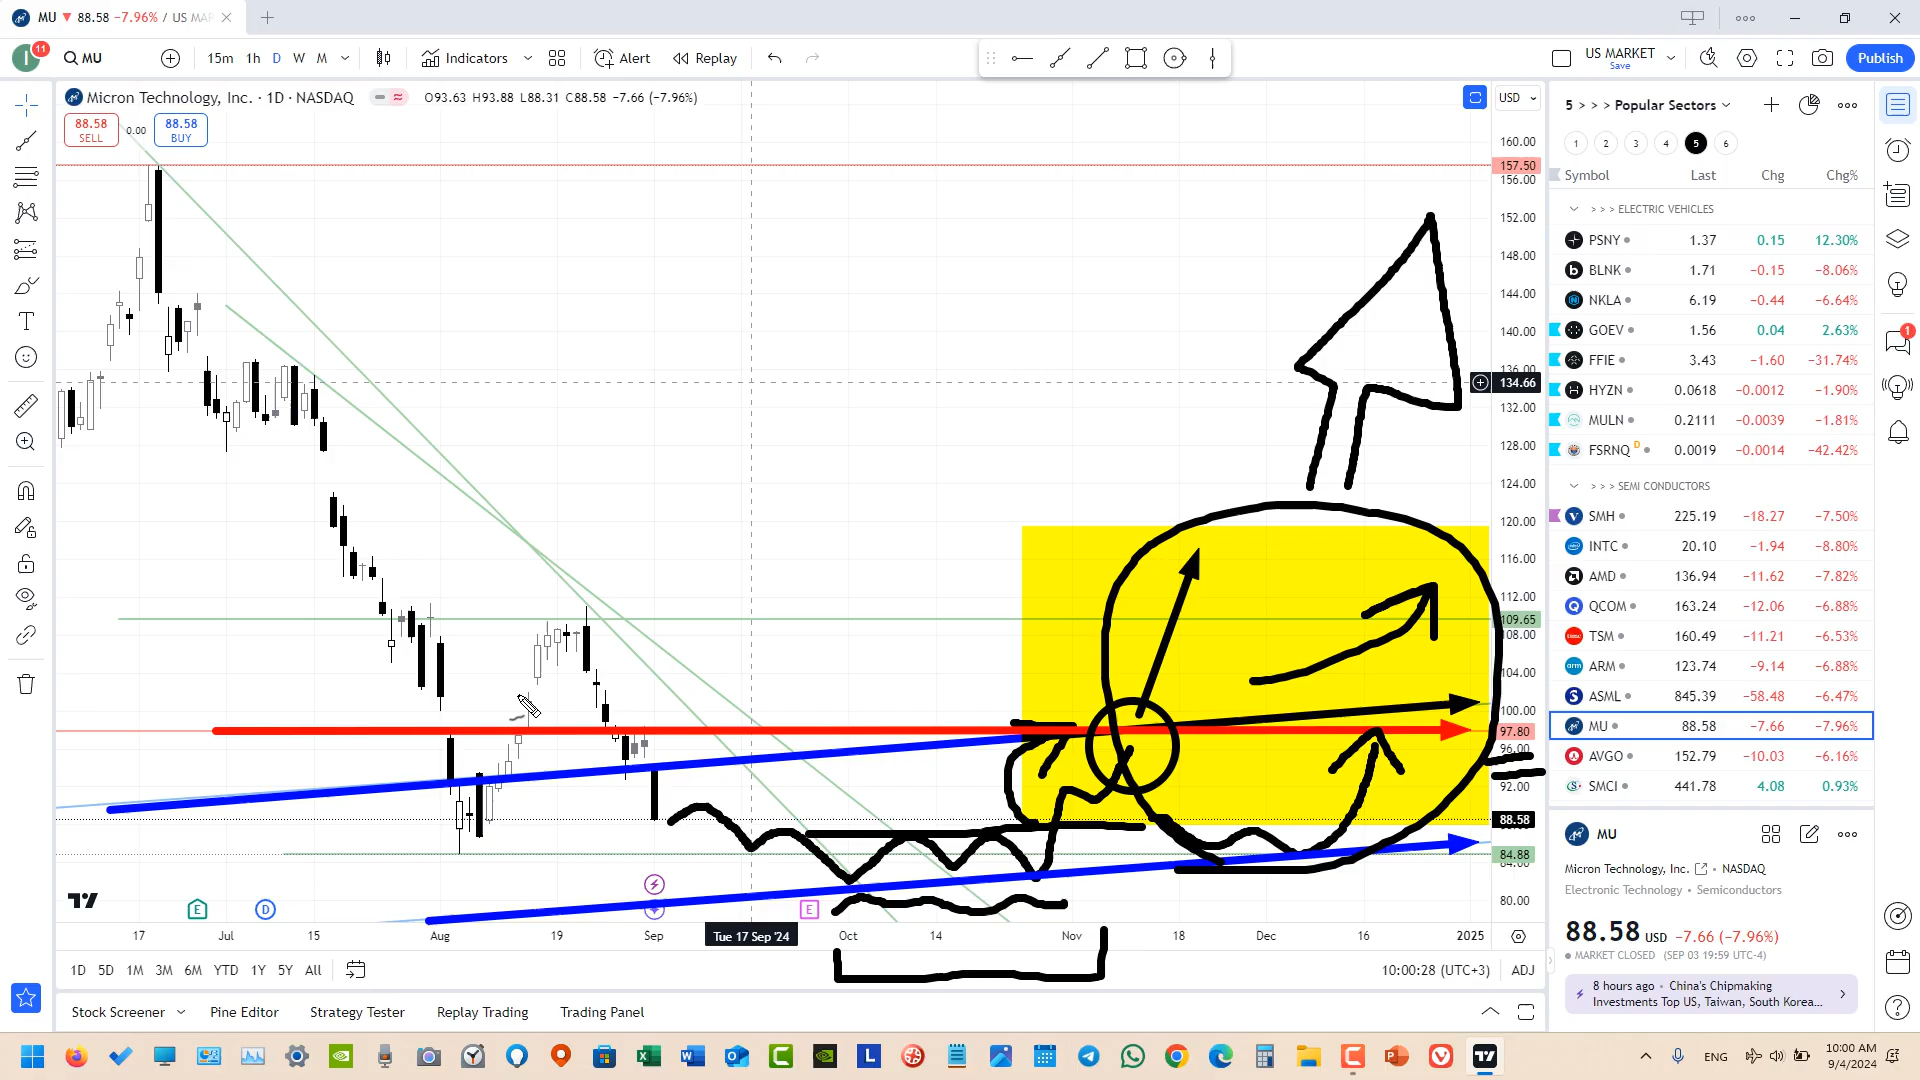 MU ▼ 88.58 −7.96% / US MAR
11
MU 15m 1h D W M Indicators Alert Replay US MARKET Save Publish
Micron Technology, Inc. · 1D · NASDAQ O93.63 H93.88 L88.31 C88.58 −7.66 (−7.96%) USD
88.58 SELL 0.00 88.58 BUY
160.00
157.50
156.00
152.00
148.00
144.00
140.00
136.00
134.66
132.00
128.00
124.00
120.00
116.00
112.00
109.65
108.00
104.00
100.00
97.80
96.00
92.00
88.58
84.88
84.00
80.00
E D E
17 Jul 15 Aug 19 Sep Tue 17 Sep '24 Oct 14 Nov 18 Dec 16 2025
1D 5D 1M 3M 6M YTD 1Y 5Y All 10:00:28 (UTC+3) ADJ
Stock Screener Pine Editor Strategy Tester Replay Trading Trading Panel
5 > > > Popular Sectors
1 2 3 4 5 6
Symbol Last Chg Chg%
> > > ELECTRIC VEHICLES
PSNY 1.37 0.15 12.30%
BLNK 1.71 −0.15 −8.06%
NKLA 6.19 −0.44 −6.64%
GOEV 1.56 0.04 2.63%
FFIE 3.43 −1.60 −31.74%
HYZN 0.0618 −0.0012 −1.90%
MULN 0.2111 −0.0039 −1.81%
FSRNQ D 0.0019 −0.0014 −42.42%
> > > SEMI CONDUCTORS
SMH 225.19 −18.27 −7.50%
INTC 20.10 −1.94 −8.80%
AMD 136.94 −11.62 −7.82%
QCOM 163.24 −12.06 −6.88%
TSM 160.49 −11.21 −6.53%
ARM 123.74 −9.14 −6.88%
ASML 845.39 −58.48 −6.47%
MU 88.58 −7.66 −7.96%
AVGO 152.79 −10.03 −6.16%
SMCI 441.78 4.08 0.93%
MU
Micron Technology, Inc. • NASDAQ
Electronic Technology • Semiconductors
88.58 USD −7.66 (−7.96%)
MARKET CLOSED (SEP 03 19:59 UTC-4)
8 hours ago • China's Chipmaking
Investments Top US, Taiwan, South Korea...
1
ENG 10:00 AM
9/4/2024